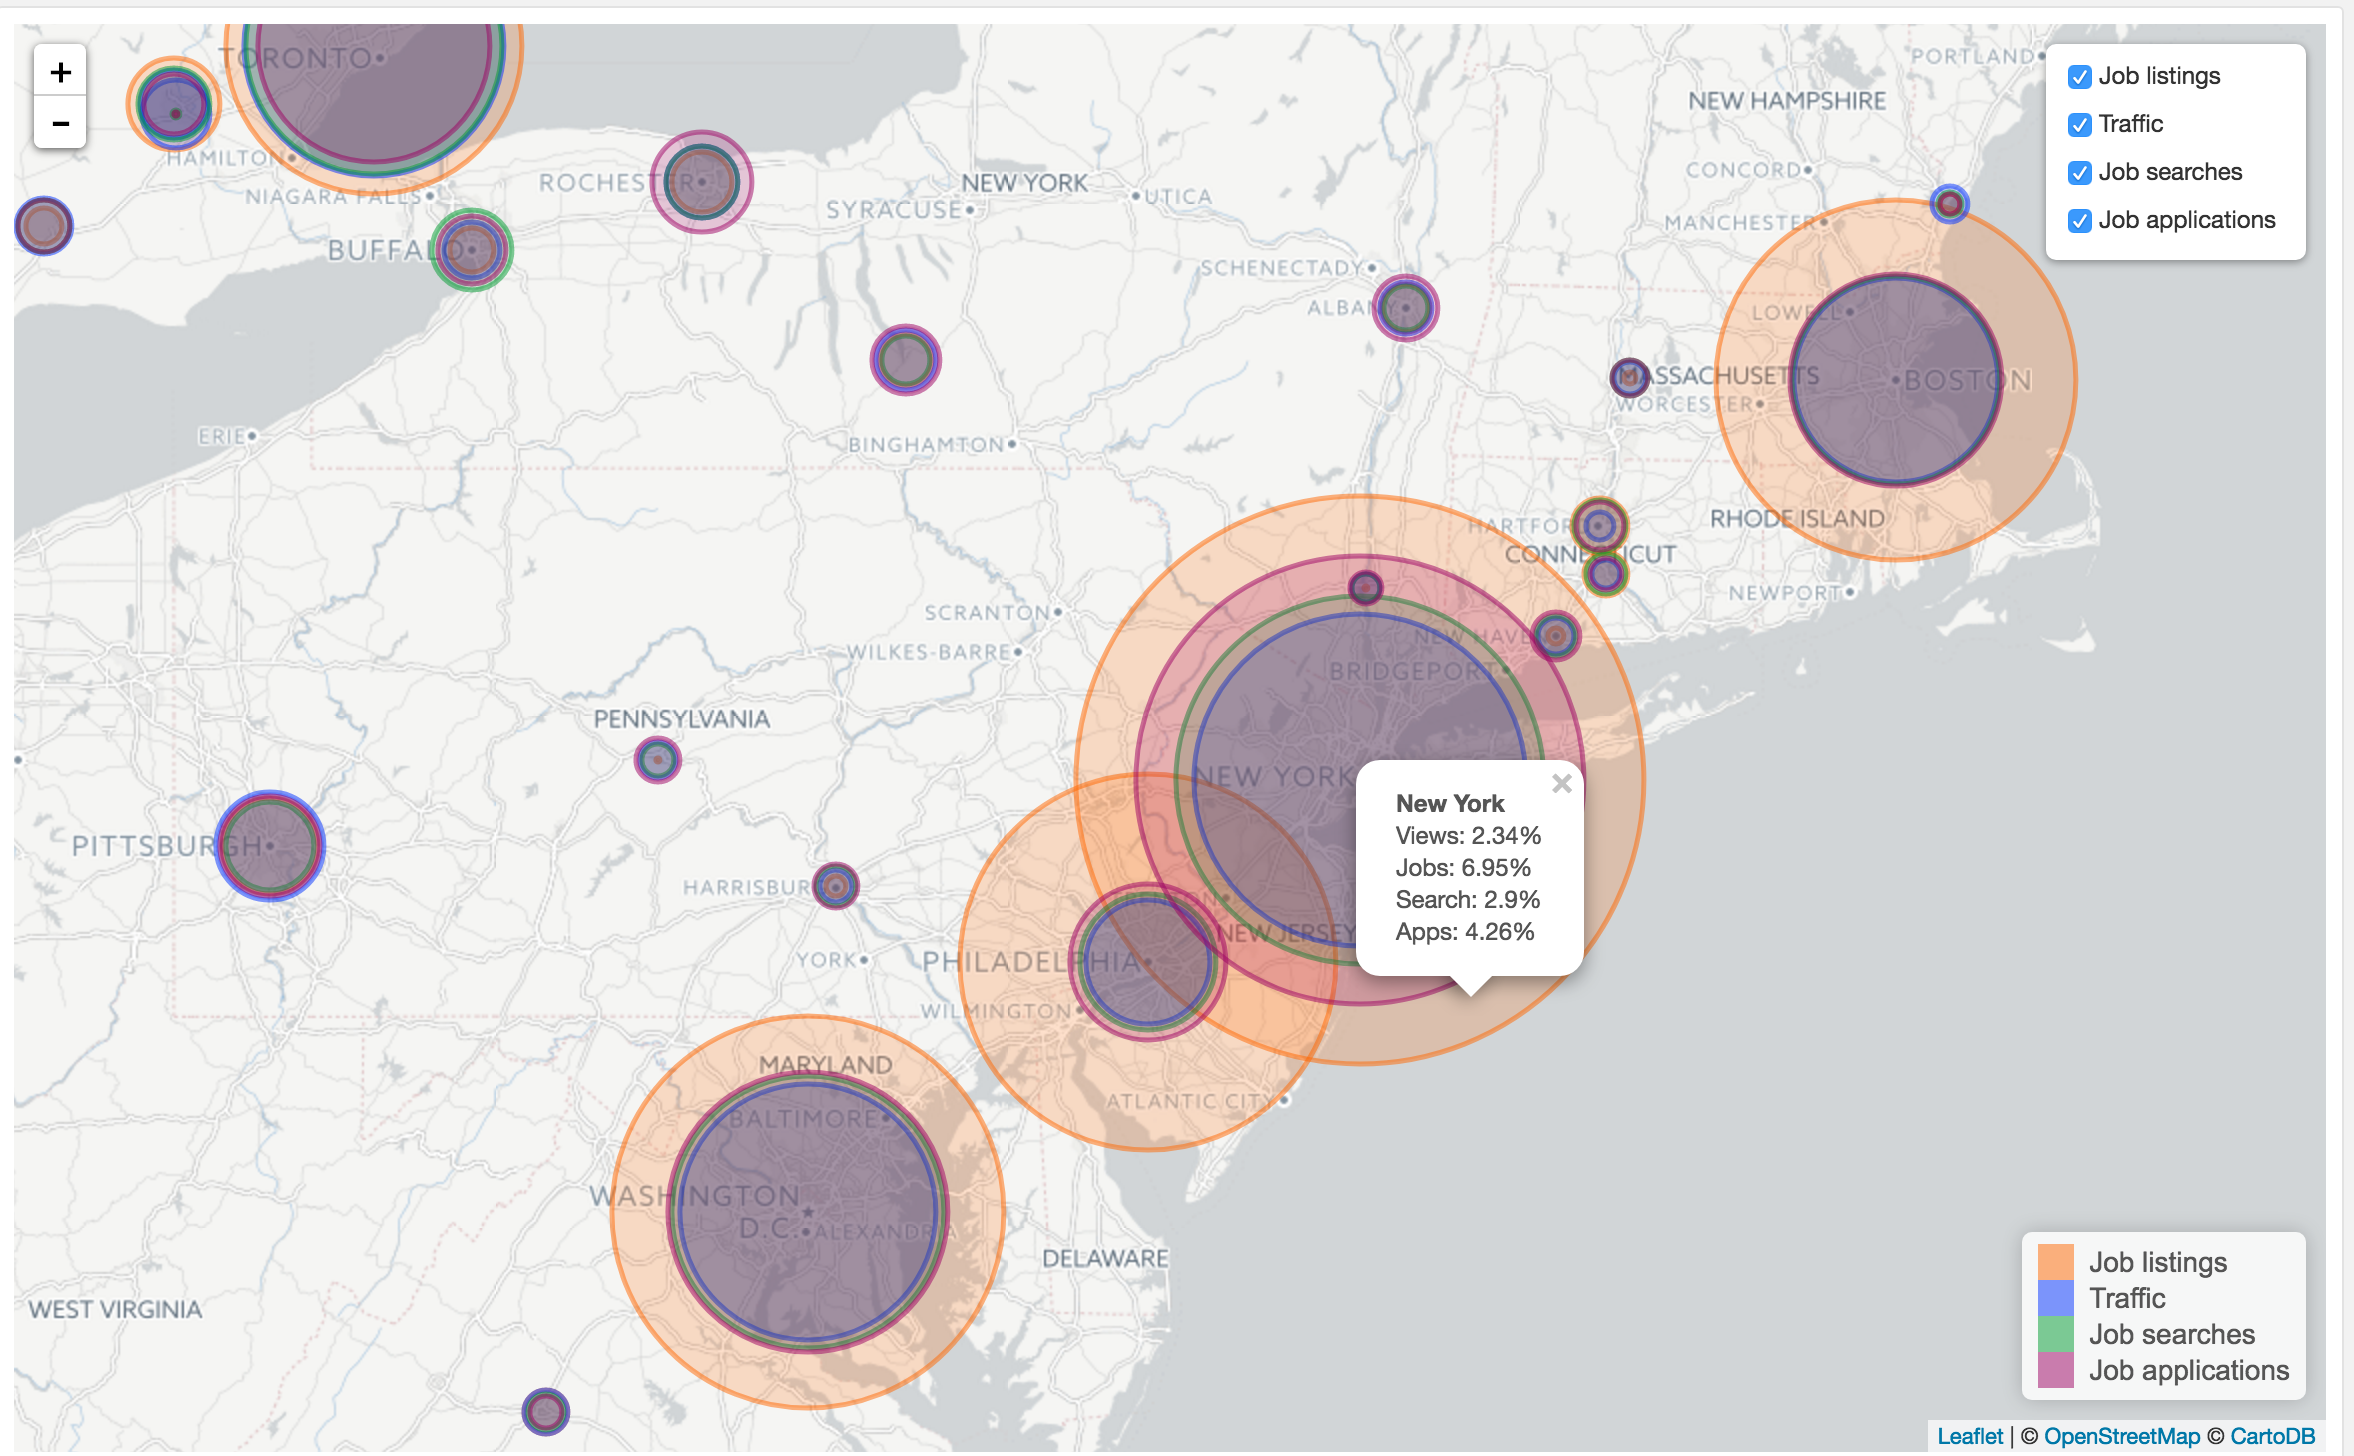 +
−
TORONTO
PORTLAND
Job listings
Traffic
Job searches
Job applications
NEW HAMPSHIRE
HAMILTON
CONCORD
NIAGARA FALLS
ROCHESTER
NEW YORK
UTICA
SYRACUSE
MANCHESTER
BUFFALO
SCHENECTADY
ALBANY
LOWELL
MASSACHUSETTS
BOSTON
WORCESTER
ERIE
BINGHAMTON
HARTFORD
RHODE ISLAND
CONNECTICUT
NEWPORT
SCRANTON
NEW HAVEN
WILKES-BARRE
BRIDGEPORT
PENNSYLVANIA
NEW YORK
New York
Views: 2.34%
Jobs: 6.95%
Search: 2.9%
Apps: 4.26%
×
PITTSBURGH
HARRISBURG
TRENTON
NEW JERSEY
YORK
PHILADELPHIA
WILMINGTON
MARYLAND
ATLANTIC CITY
BALTIMORE
WASHINGTON
D.C.
ALEXANDRIA
DELAWARE
WEST VIRGINIA
Job listings
Traffic
Job searches
Job applications
Leaflet | © OpenStreetMap © CartoDB